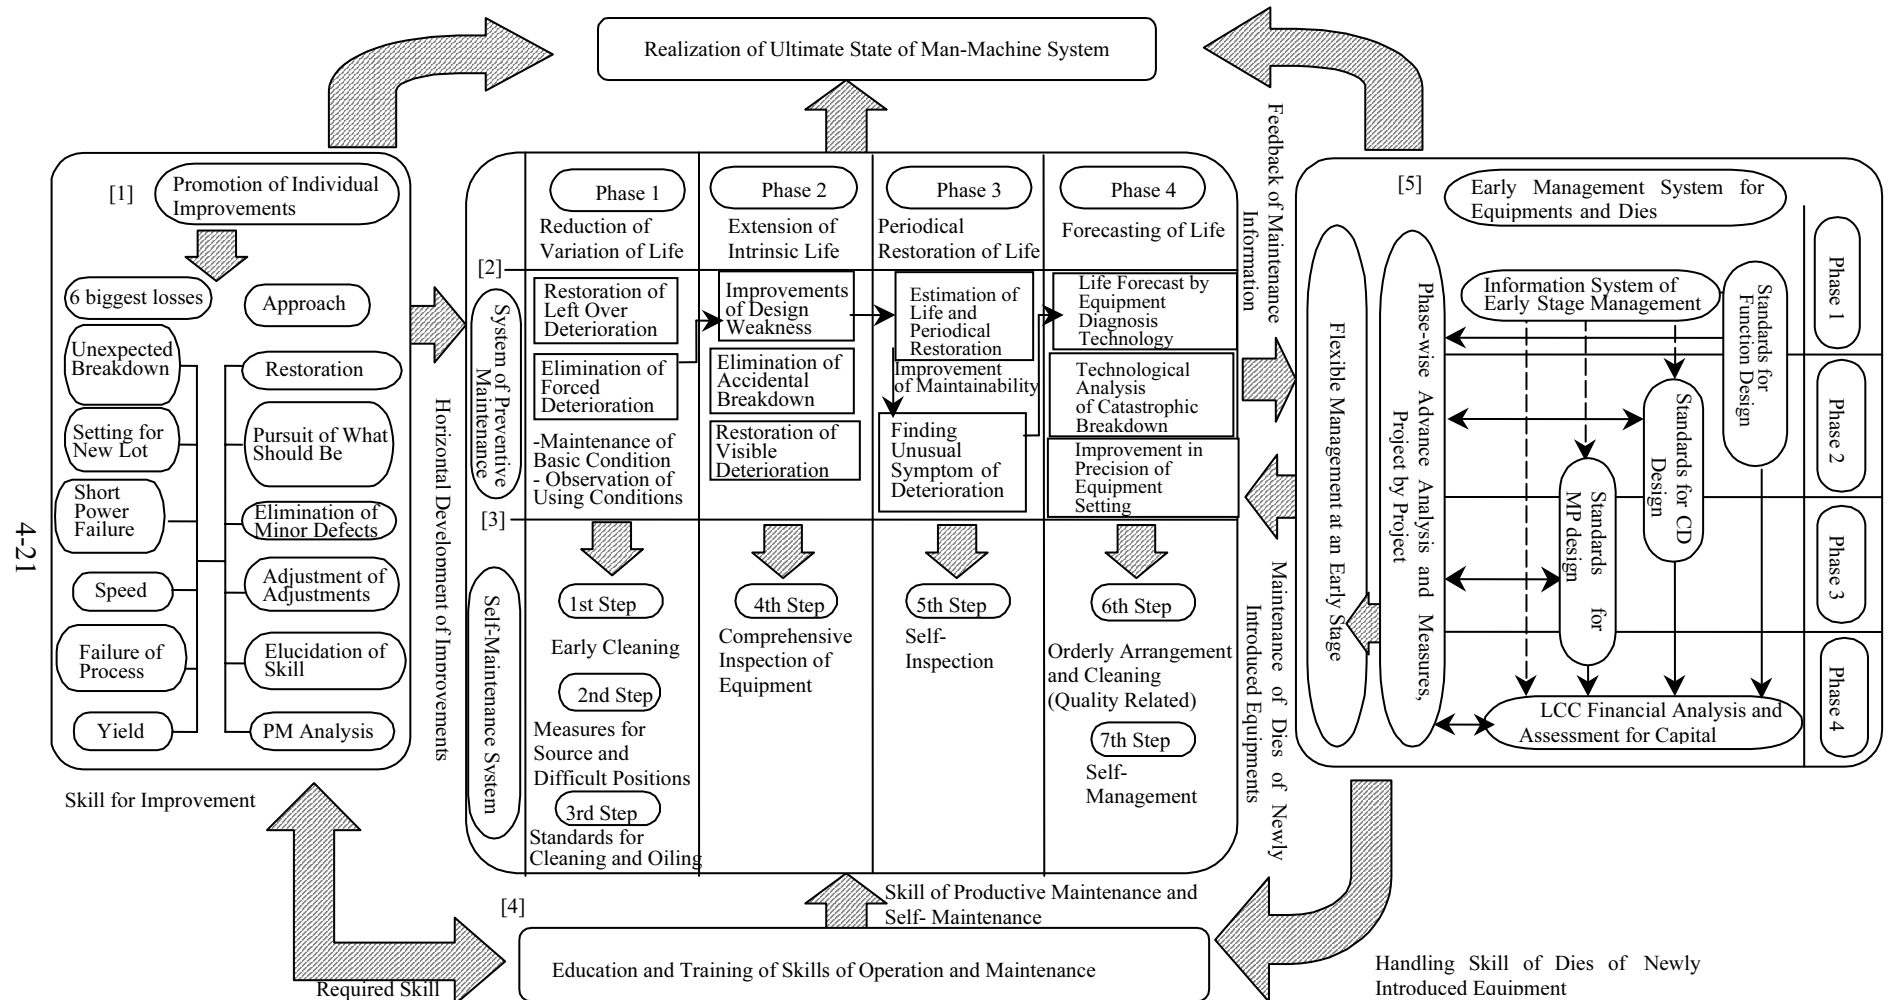 Realization of Ultimate State of Man-Machine System
[1]
Promotion of Individual
Improvements
6 biggest losses
Approach
Unexpected
Breakdown
Setting for
New Lot
Short
Power
Failure
Speed
Failure of
Process
Yield
Restoration
Pursuit of What
Should Be
Elimination of
Minor Defects
Adjustment of
Adjustments
Elucidation of
Skill
PM Analysis
4-21
Skill for Improvement
Required Skill
Horizontal Development of Improvements
Phase 1
Reduction of
Variation of Life
Phase 2
Extension of
Intrinsic Life
Phase 3
Periodical
Restoration of Life
Phase 4
Forecasting of Life
[2]
System of Preventive
Maintenance
Restoration of
Left Over
Deterioration
Elimination of
Forced
Deterioration
-Maintenance of
Basic Condition
- Observation of
Using Conditions
Improvements
of Design
Weakness
Elimination of
Accidental
Breakdown
Restoration of
Visible
Deterioration
Estimation of
Life and
Periodical
Restoration
Improvement
of Maintainability
Finding
Unusual
Symptom of
Deterioration
Life Forecast by
Equipment
Diagnosis
Technology
Technological
Analysis
of Catastrophic
Breakdown
Improvement in
Precision of
Equipment
Setting
[3]
Self-Maintenance System
1st Step
Early Cleaning
2nd Step
Measures for
Source and
Difficult Positions
3rd Step
Standards for
Cleaning and Oiling
4th Step
Comprehensive
Inspection of
Equipment
5th Step
Self-
Inspection
6th Step
Orderly Arrangement
and Cleaning
(Quality Related)
7th Step
Self-
Management
[4]
Skill of Productive Maintenance and
Self- Maintenance
Education and Training of Skills of Operation and Maintenance
Feedback of Maintenance
Information
Maintenance of Dies of Newly
Introduced Equipments
[5]
Early Management System for
Equipments and Dies
Flexible Management at an Early Stage
Phase-wise Advance Analysis and Measures,
Project by Project
Information System of
Early Stage Management
Standards for
Function Design
Standards for CD
Design
Standards for
MP design
LCC Financial Analysis and
Assessment for Capital
Phase 1
Phase 2
Phase 3
Phase 4
Handling Skill of Dies of Newly
Introduced Equipment